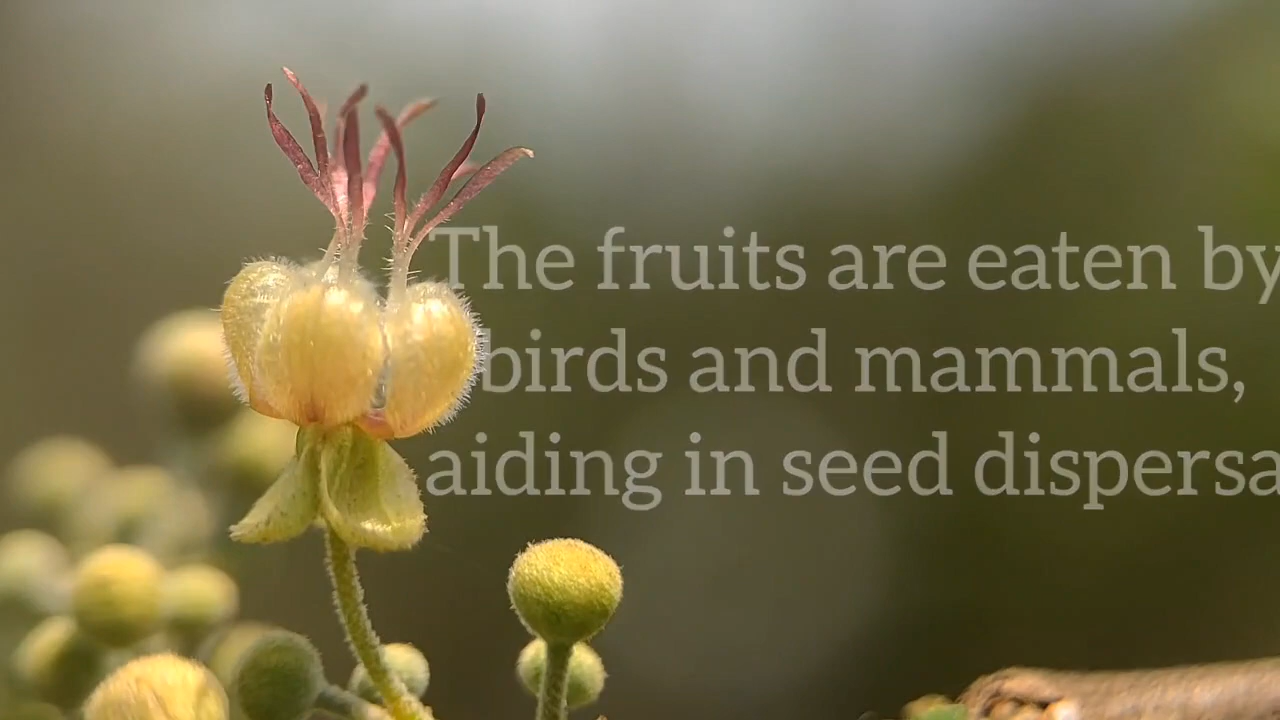 The fruits are eaten by
birds and mammals,
aiding in seed dispersa